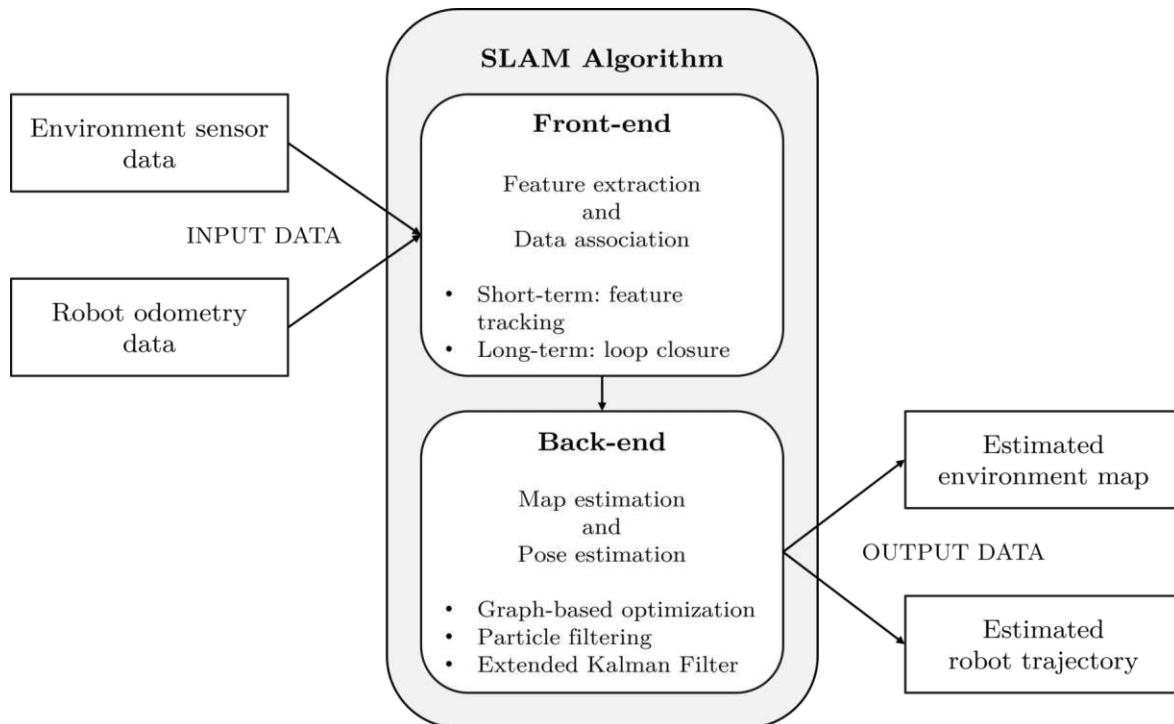 SLAM Algorithm
Environment sensor
data
INPUT DATA
Robot odometry
data
Front-end
Feature extraction
and
Data association
• Short-term: feature
tracking
• Long-term: loop closure
Back-end
Map estimation
and
Pose estimation
• Graph-based optimization
• Particle filtering
• Extended Kalman Filter
Estimated
environment map
OUTPUT DATA
Estimated
robot trajectory